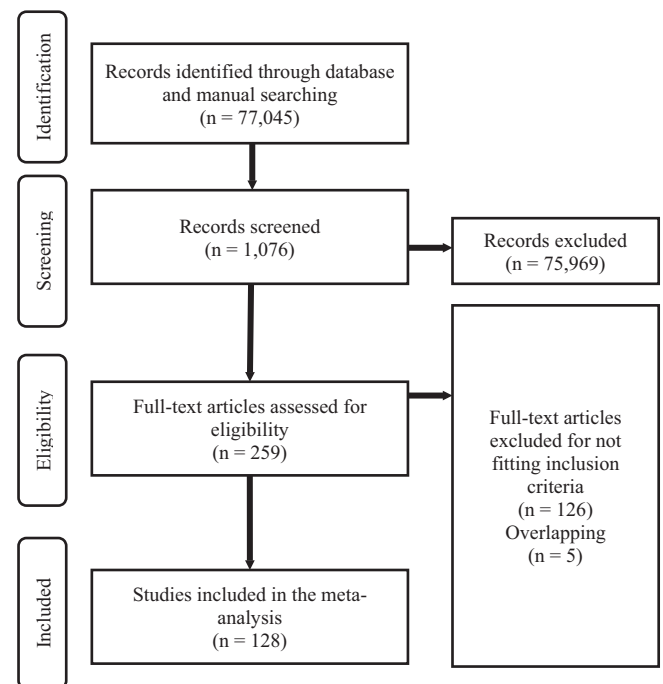 Identification
Records identified through database
and manual searching
(n = 77,045)
Screening
Records screened
(n = 1,076)
Records excluded
(n = 75,969)
Eligibility
Full-text articles assessed for
eligibility
(n = 259)
Full-text articles
excluded for not
fitting inclusion
criteria
(n = 126)
Overlapping
(n = 5)
Included
Studies included in the meta-
analysis
(n = 128)